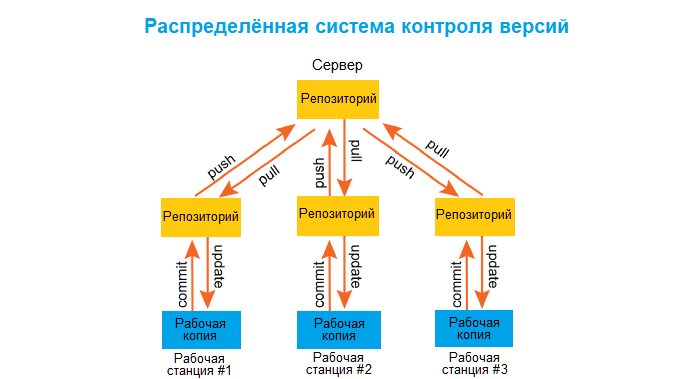 Распределённая система контроля версий
Сервер
Репозиторий
push
pull
push
pull
push
pull
Репозиторий
Репозиторий
Репозиторий
commit
update
commit
update
commit
update
Рабочая
копия
Рабочая
копия
Рабочая
копия
Рабочая
станция #1
Рабочая
станция #2
Рабочая
станция #3